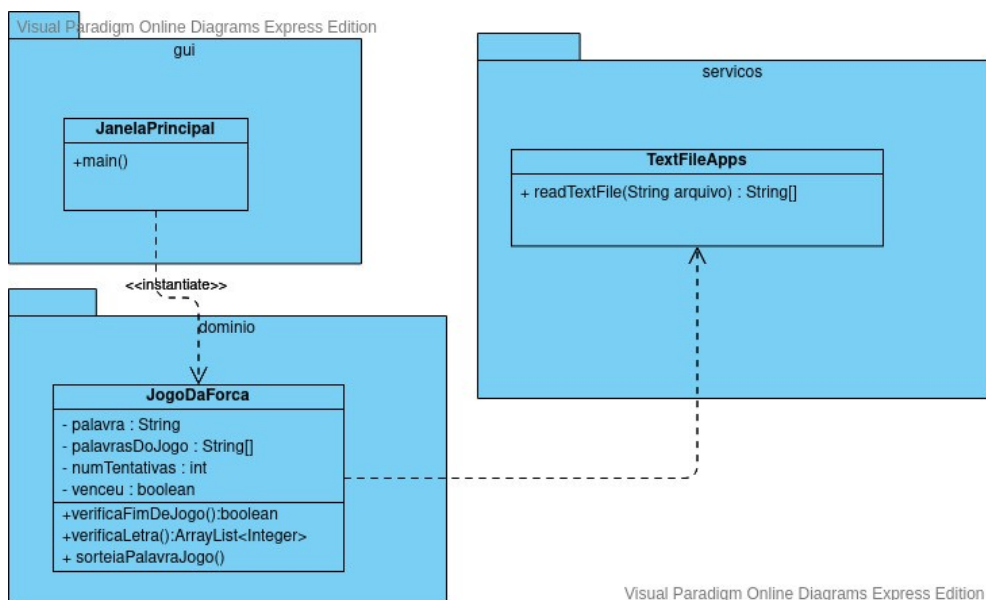 Visual Paradigm Online Diagrams Express Edition
gui
JanelaPrincipal
+main()
servicos
TextFileApps
+ readTextFile(String arquivo) : String[]
<<instantiate>>
dominio
JogoDaForca
- palavra : String
- palavrasDoJogo : String[]
- numTentativas : int
- venceu : boolean
+verificaFimDeJogo():boolean
+verificaLetra():ArrayList<Integer>
+ sorteiaPalavraJogo()
Visual Paradigm Online Diagrams Express Edition